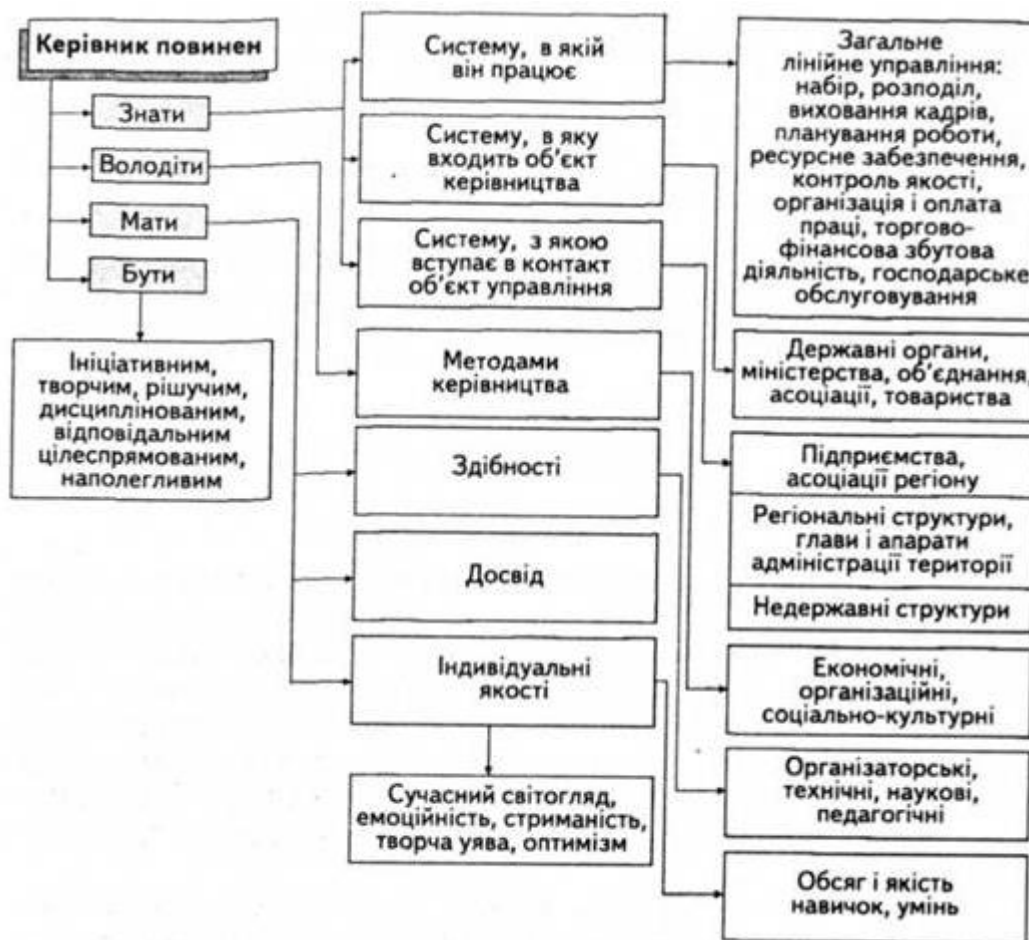 Керівник повинен
Знати
Володіти
Мати
Бути
Ініціативним,
творчим, рішучим,
дисциплінованим,
відповідальним
цілеспрямованим,
наполегливим
Систему, в якій
він працює
Систему, в яку
входить об’єкт
керівництва
Систему, з якою
вступає в контакт
об’єкт управління
Методами
керівництва
Здібності
Досвід
Індивідуальні
якості
Сучасний світогляд,
емоційність, стриманість,
творча уява, оптимізм
Загальне
лінійне управління:
набір, розподіл,
виховання кадрів,
планування роботи,
ресурсне забезпечення,
контроль якості,
організація і оплата
праці, торгово-
фінансова збутова
діяльність, господарське
обслуговування
Державні органи,
міністерства, об’єднання,
асоціації, товариства
Підприємства,
асоціації регіону
Регіональні структури,
глави і апарати
адміністрації території
Недержавні структури
Економічні,
організаційні,
соціально-культурні
Організаторські,
технічні, наукові,
педагогічні
Обсяг і якість
навичок, умінь